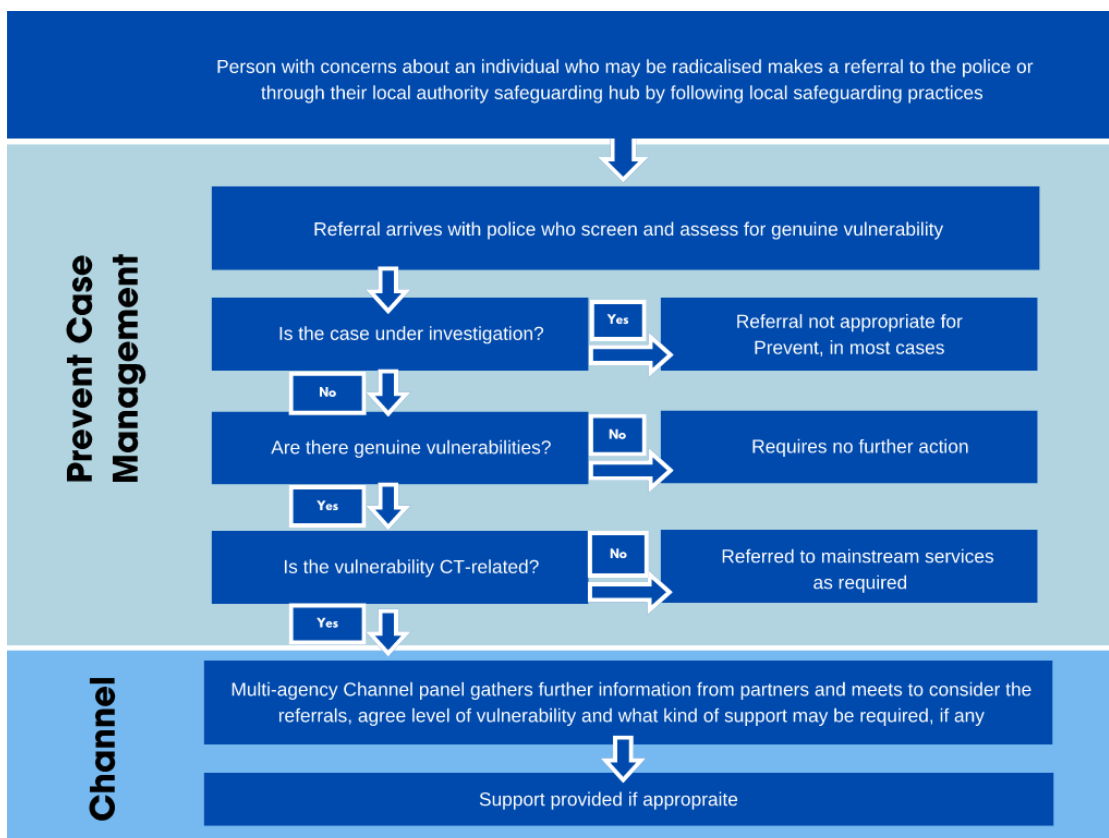 Person with concerns about an individual who may be radicalised makes a referral to the police or
through their local authority safeguarding hub by following local safeguarding practices
Prevent Case
Management
Referral arrives with police who screen and assess for genuine vulnerability
Is the case under investigation?
Yes
Referral not appropriate for
Prevent, in most cases
No
Are there genuine vulnerabilities?
No
Requires no further action
Yes
Is the vulnerability CT-related?
No
Referred to mainstream services
as required
Yes
Channel
Multi-agency Channel panel gathers further information from partners and meets to consider the
referrals, agree level of vulnerability and what kind of support may be required, if any
Support provided if appropraite